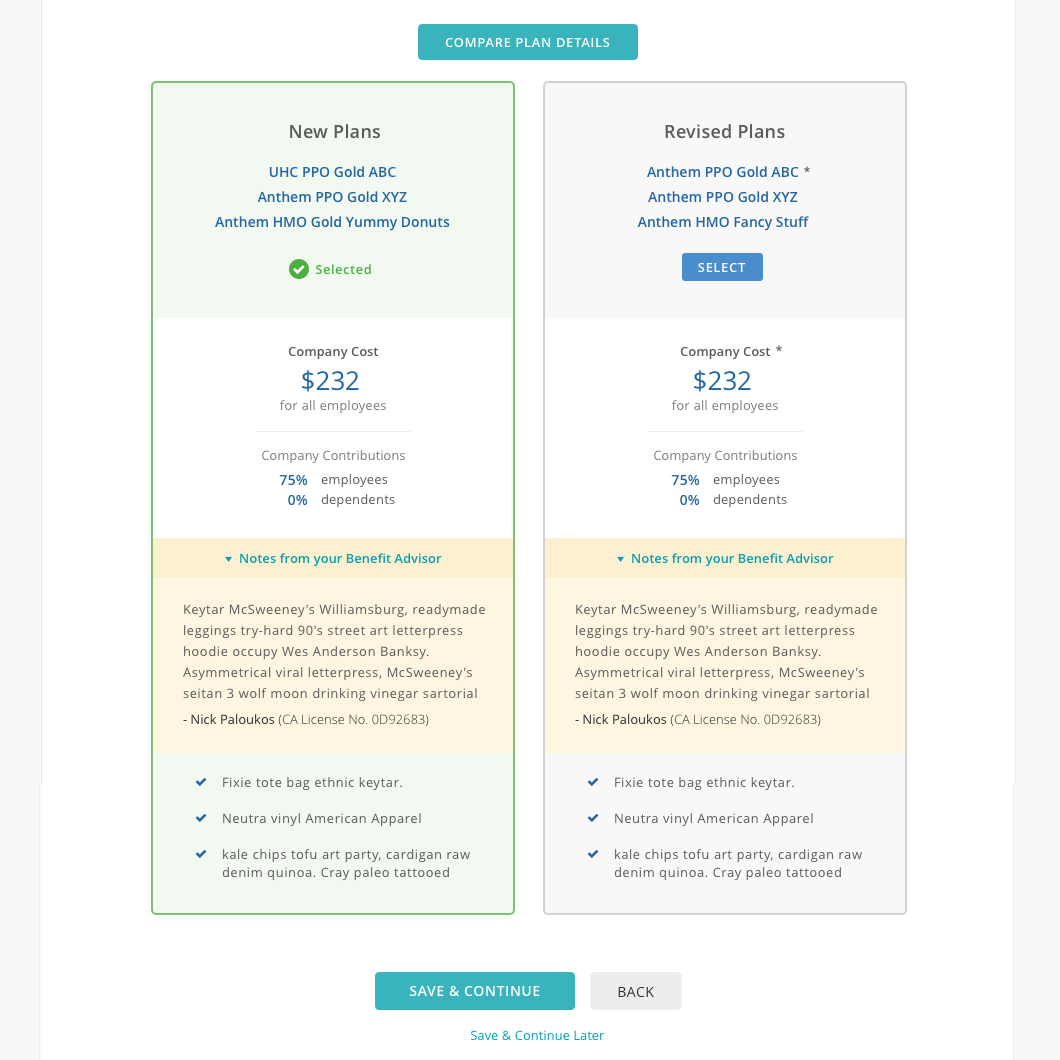 COMPARE PLAN DETAILS
New Plans
UHC PPO Gold ABC
Anthem PPO Gold XYZ
Anthem HMO Gold Yummy Donuts
Selected
Company Cost
$232
for all employees
Company Contributions
75% employees
0% dependents
Notes from your Benefit Advisor
Keytar McSweeney's Williamsburg, readymade
leggings try-hard 90's street art letterpress
hoodie occupy Wes Anderson Banksy.
Asymmetrical viral letterpress, McSweeney's
seitan 3 wolf moon drinking vinegar sartorial
- Nick Paloukos (CA License No. 0D92683)
Fixie tote bag ethnic keytar.
Neutra vinyl American Apparel
kale chips tofu art party, cardigan raw
denim quinoa. Cray paleo tattooed
Revised Plans
Anthem PPO Gold ABC *
Anthem PPO Gold XYZ
Anthem HMO Fancy Stuff
SELECT
Company Cost *
$232
for all employees
Company Contributions
75% employees
0% dependents
Notes from your Benefit Advisor
Keytar McSweeney's Williamsburg, readymade
leggings try-hard 90's street art letterpress
hoodie occupy Wes Anderson Banksy.
Asymmetrical viral letterpress, McSweeney's
seitan 3 wolf moon drinking vinegar sartorial
- Nick Paloukos (CA License No. 0D92683)
Fixie tote bag ethnic keytar.
Neutra vinyl American Apparel
kale chips tofu art party, cardigan raw
denim quinoa. Cray paleo tattooed
SAVE & CONTINUE
BACK
Save & Continue Later